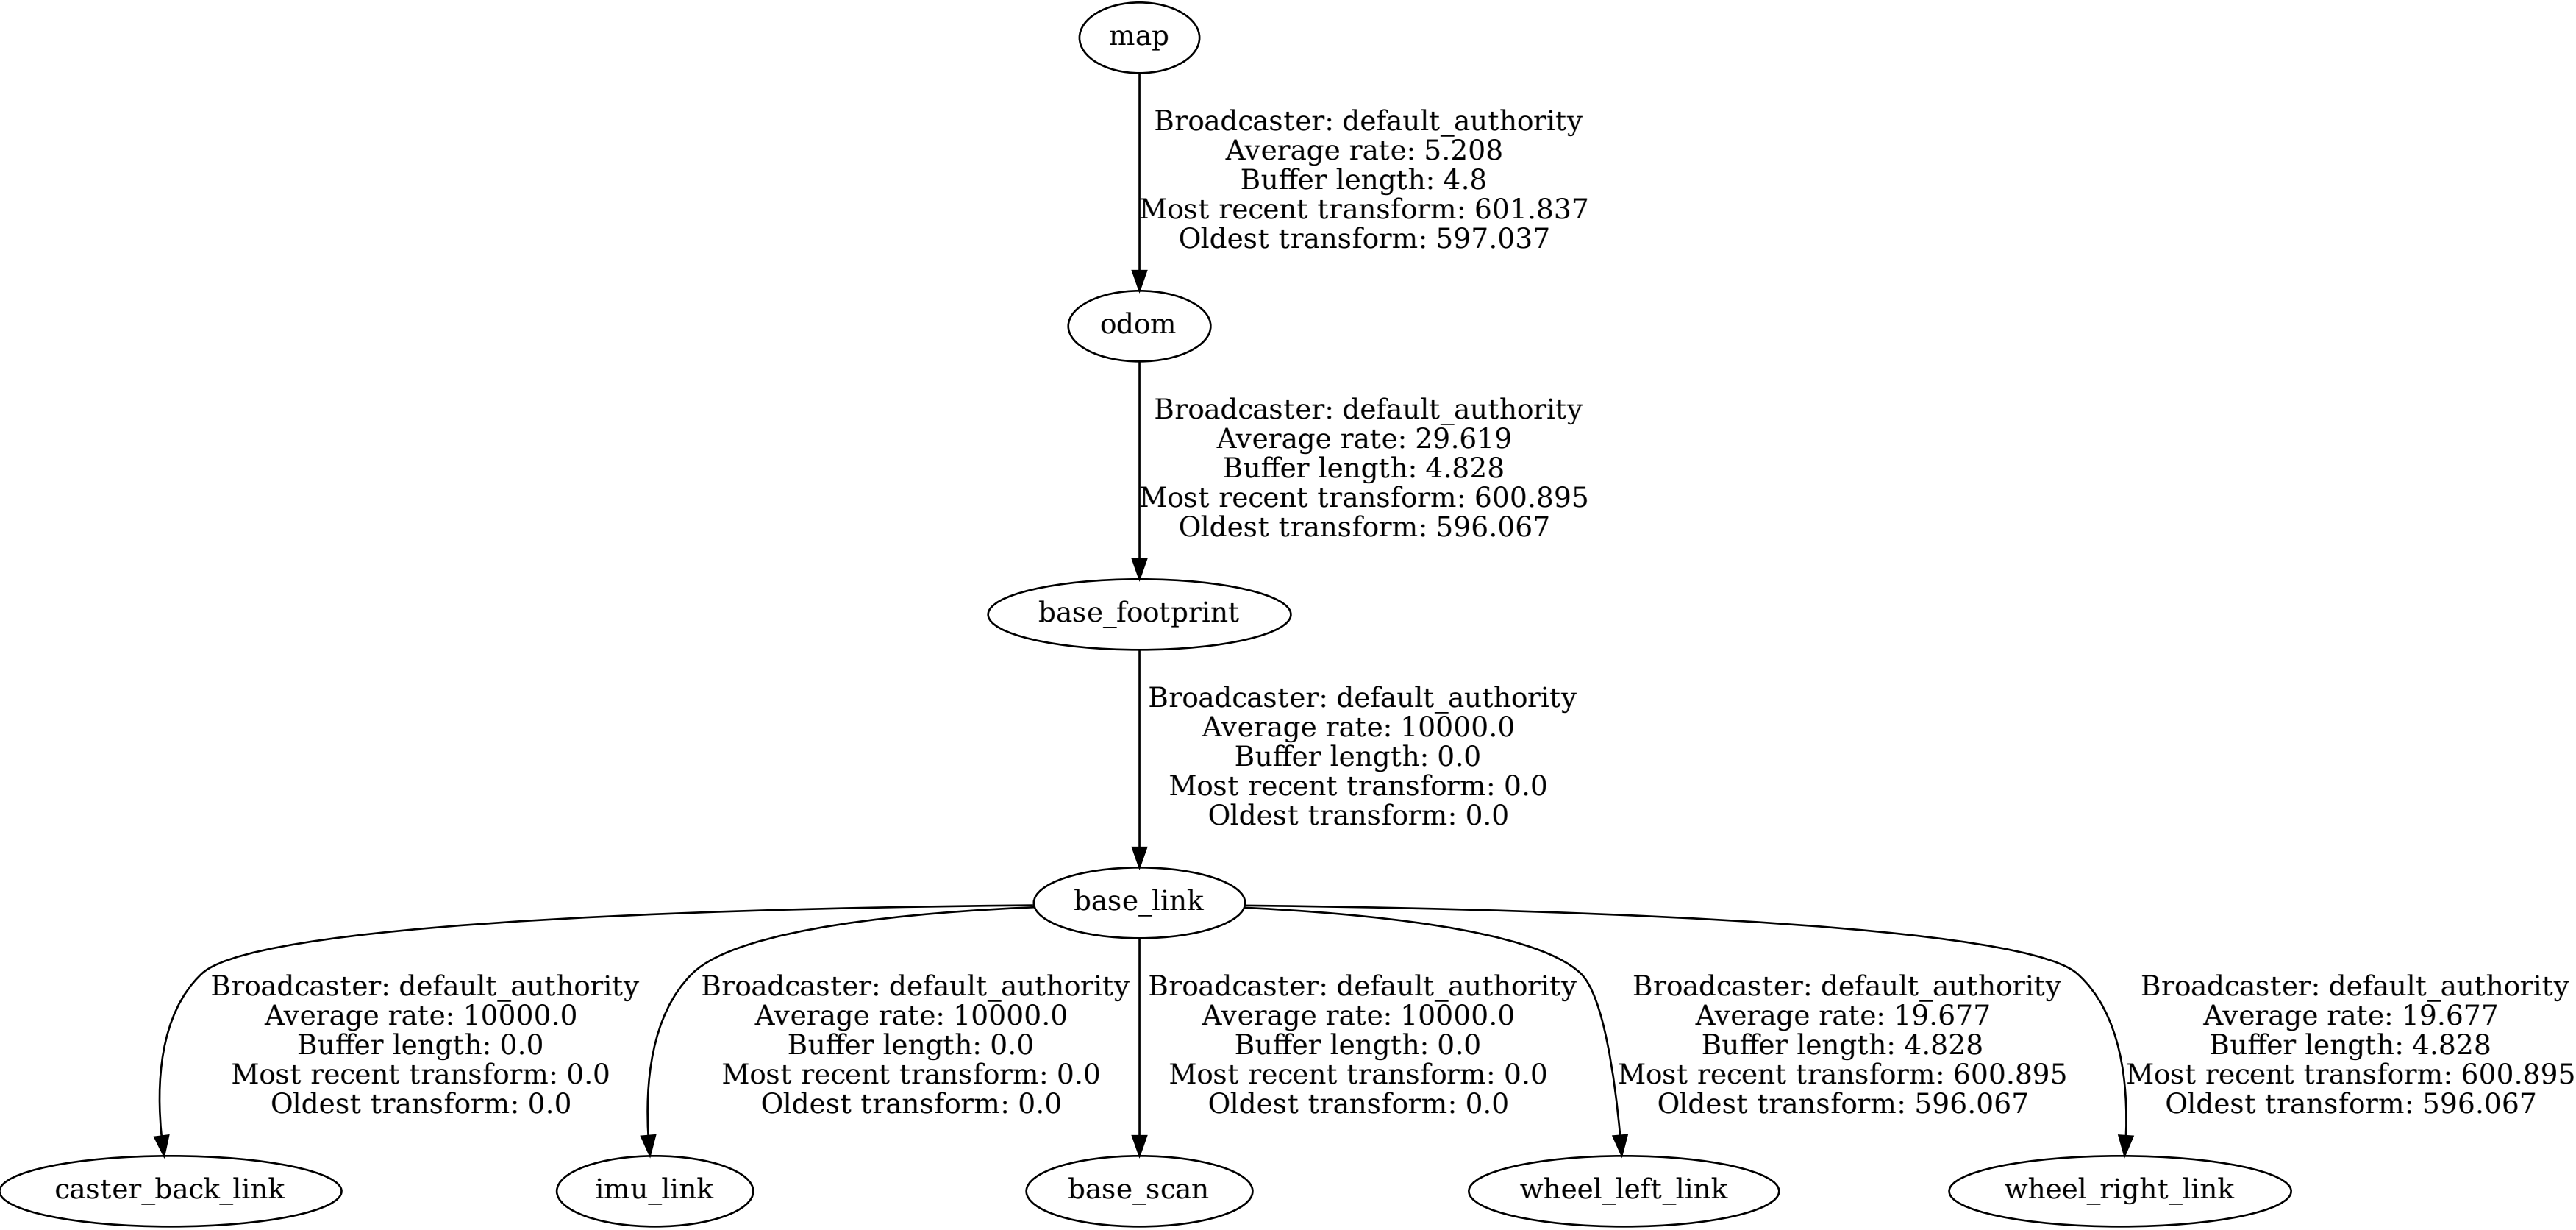 map
Broadcaster: default_authority
Average rate: 5.208
Buffer length: 4.8
Most recent transform: 601.837
Oldest transform: 597.037
odom
Broadcaster: default_authority
Average rate: 29.619
Buffer length: 4.828
Most recent transform: 600.895
Oldest transform: 596.067
base_footprint
Broadcaster: default_authority
Average rate: 10000.0
Buffer length: 0.0
Most recent transform: 0.0
Oldest transform: 0.0
base_link
Broadcaster: default_authority
Average rate: 10000.0
Buffer length: 0.0
Most recent transform: 0.0
Oldest transform: 0.0
Broadcaster: default_authority
Average rate: 10000.0
Buffer length: 0.0
Most recent transform: 0.0
Oldest transform: 0.0
Broadcaster: default_authority
Average rate: 10000.0
Buffer length: 0.0
Most recent transform: 0.0
Oldest transform: 0.0
Broadcaster: default_authority
Average rate: 19.677
Buffer length: 4.828
Most recent transform: 600.895
Oldest transform: 596.067
Broadcaster: default_authority
Average rate: 19.677
Buffer length: 4.828
Most recent transform: 600.895
Oldest transform: 596.067
caster_back_link
imu_link
base_scan
wheel_left_link
wheel_right_link